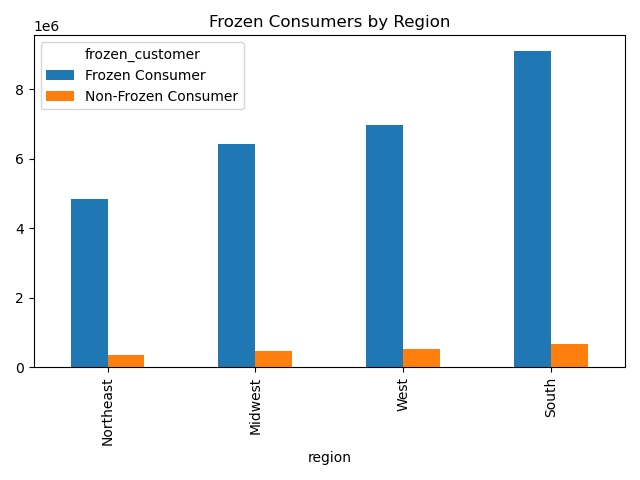 Frozen Consumers by Region
1e6
frozen_customer
Frozen Consumer
Non-Frozen Consumer
8
6
4
2
0
Northeast
Midwest
West
South
region